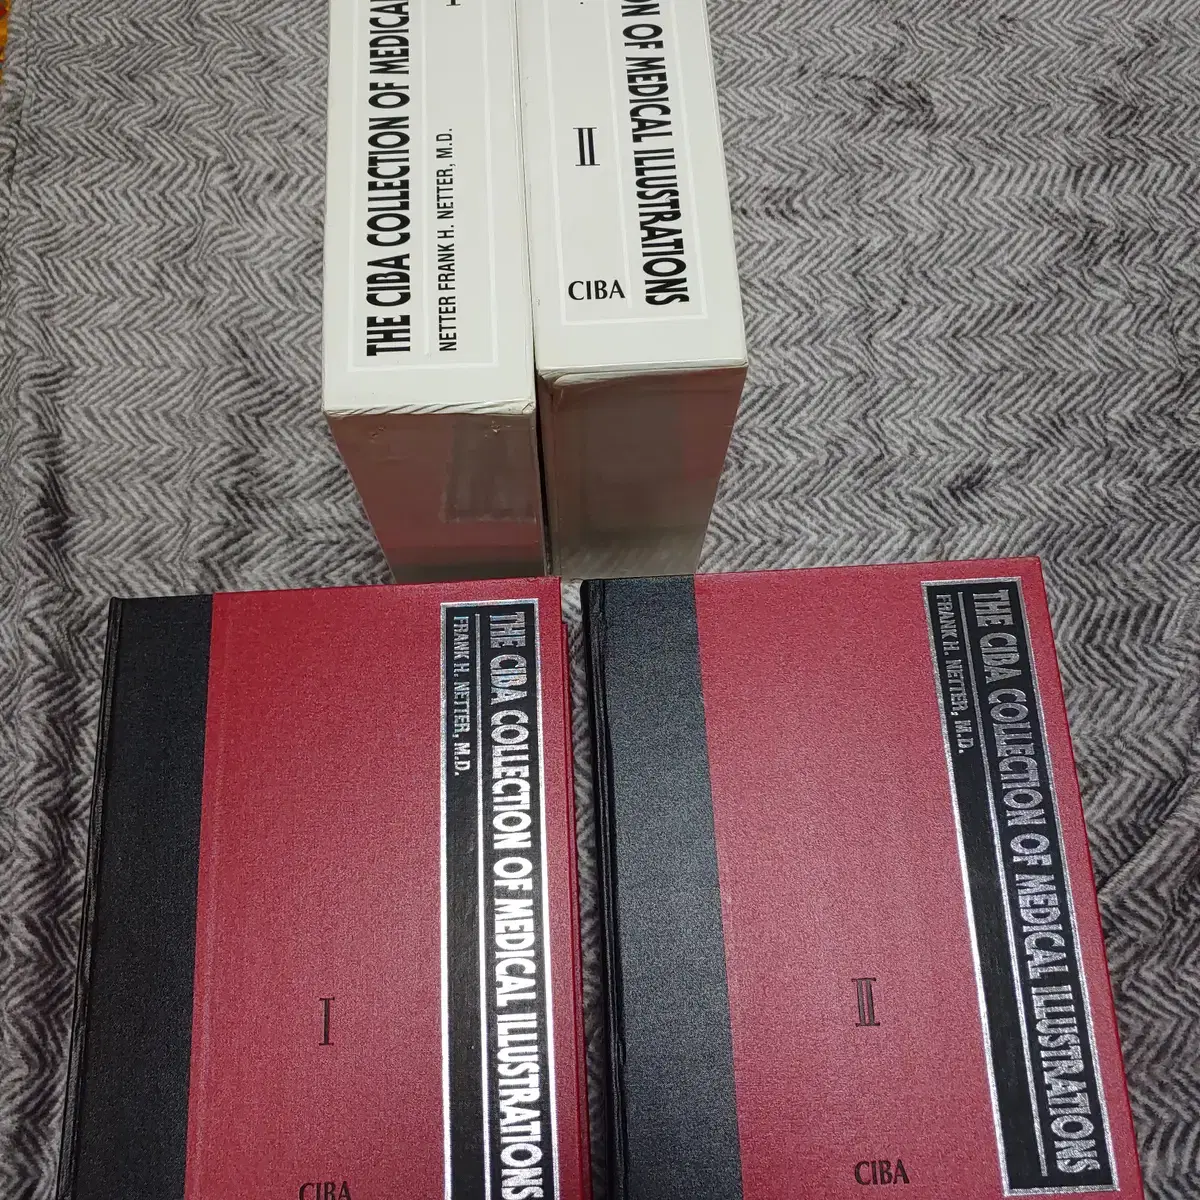 THE CIBA COLLECTION OF MEDICA
I
NETTER FRANK H. NETTER, M.D.
ON OF MEDICAL ILLUSTRATIONS
II
CIBA
THE CIBA COLLECTION OF MEDICAL ILLUSTRATIONS
FRANK H. NETTER, M.D.
I
CIBA
THE CIBA COLLECTION OF MEDICAL ILLUSTRATIONS
FRANK H. NETTER, M.D.
II
CIBA